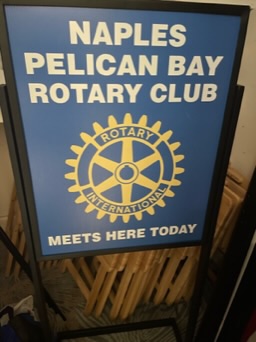 NAPLES
PELICAN BAY
ROTARY CLUB
ROTARY
INTERNATIONAL
MEETS HERE TODAY